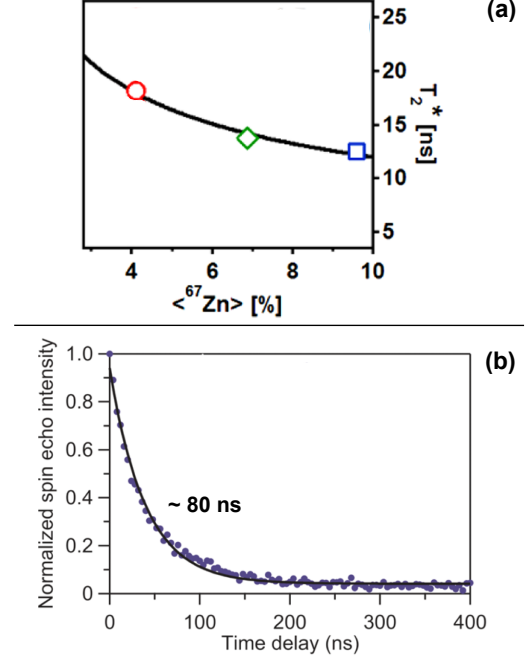 (a)
25
20
15
10
5
T2* [ns]
4 6 8 10
<67Zn> [%]
(b)
Normalized spin echo intensity
1.0
0.8
0.6
0.4
0.2
0
~ 80 ns
0 100 200 300 400
Time delay (ns)